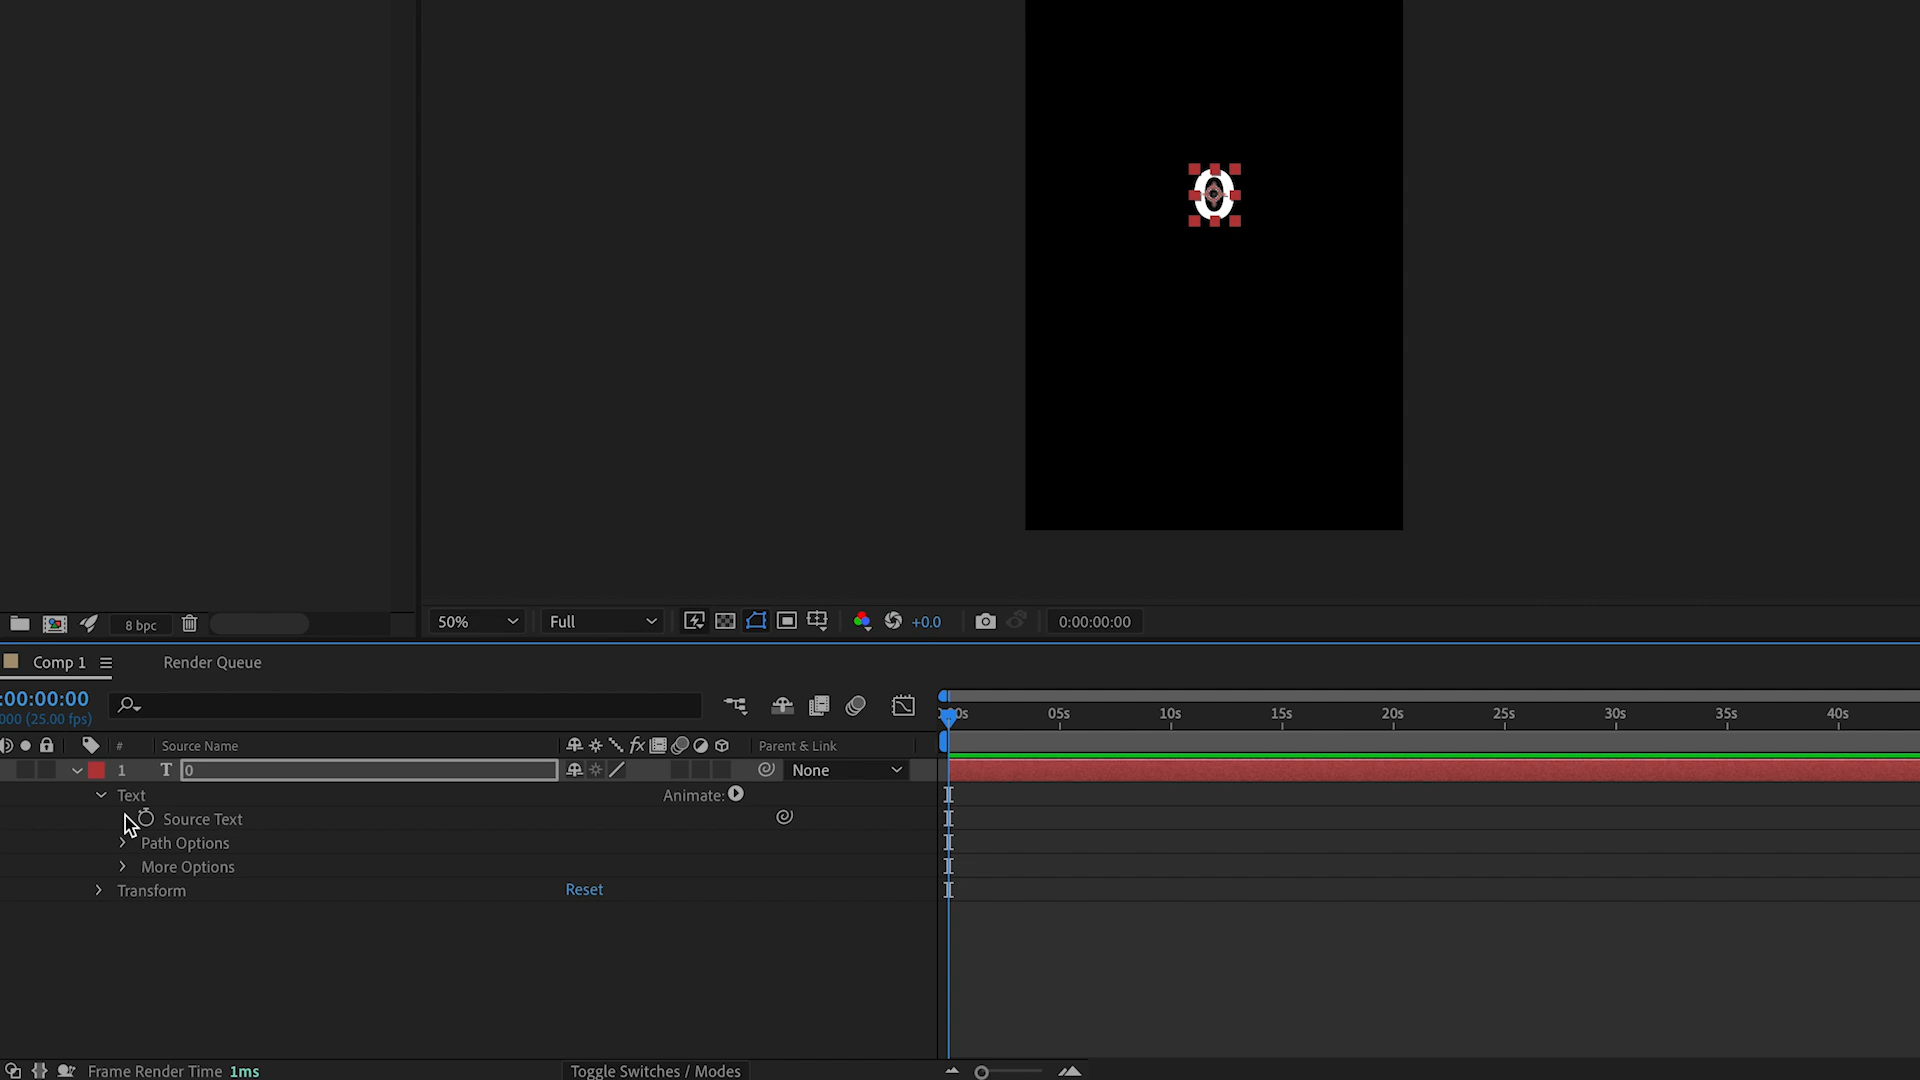 0
8 bpc
50%
Full
+0.0
0:00:00:00
Comp 1
Render Queue
:00:00:00
000 (25.00 fps)
05s 10s 15s 20s 25s 30s 35s 40s
# Source Name
fx
Parent & Link
1 T 0
None
Text
Animate:
Source Text
Path Options
More Options
Transform
Reset
Frame Render Time 1ms
Toggle Switches / Modes